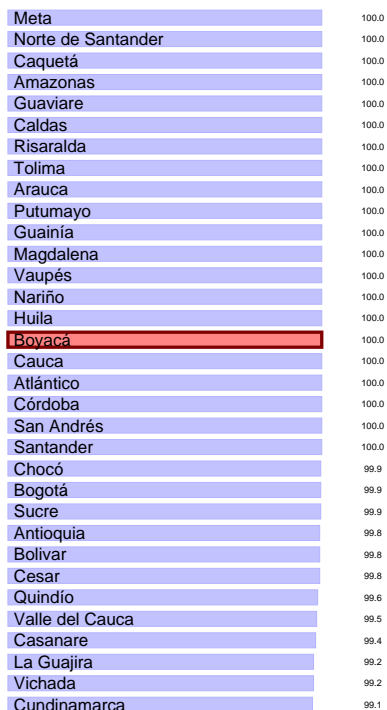 Meta 100.0
Norte de Santander 100.0
Caquetá 100.0
Amazonas 100.0
Guaviare 100.0
Caldas 100.0
Risaralda 100.0
Tolima 100.0
Arauca 100.0
Putumayo 100.0
Guainía 100.0
Magdalena 100.0
Vaupés 100.0
Nariño 100.0
Huila 100.0
Boyacá 100.0
Cauca 100.0
Atlántico 100.0
Córdoba 100.0
San Andrés 100.0
Santander 100.0
Chocó 99.9
Bogotá 99.9
Sucre 99.9
Antioquia 99.8
Bolivar 99.8
Cesar 99.8
Quindío 99.6
Valle del Cauca 99.5
Casanare 99.4
La Guajira 99.2
Vichada 99.2
Cundinamarca 99.1